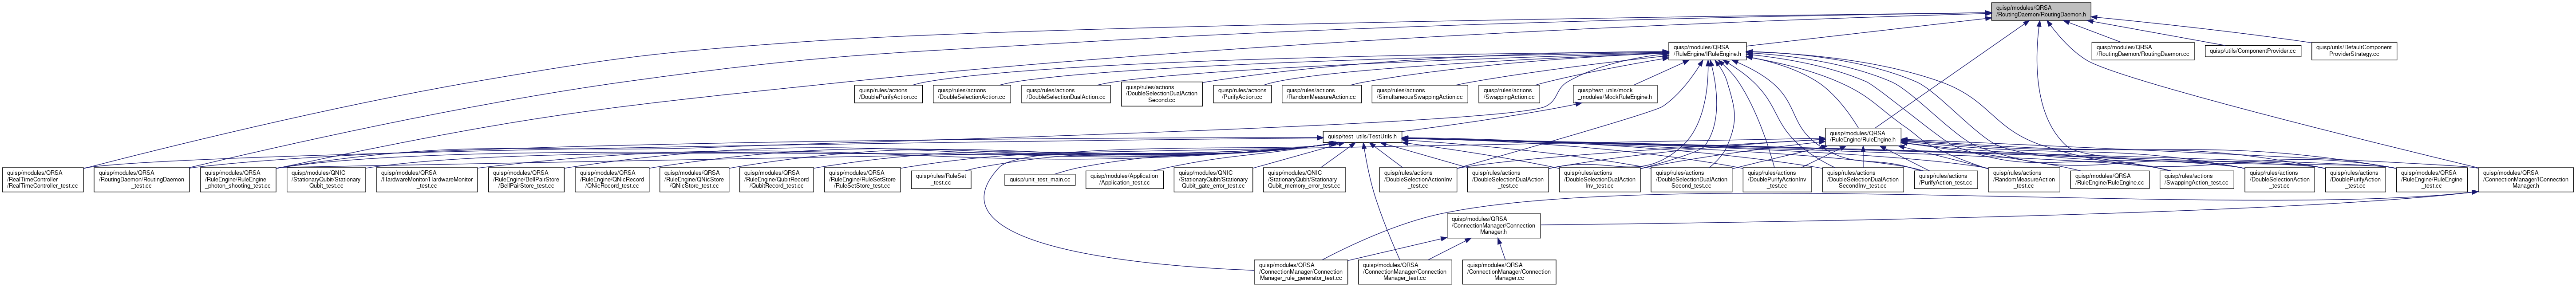 quisp/modules/QRSA
/RoutingDaemon/RoutingDaemon.h
quisp/modules/QRSA
/RuleEngine/IRuleEngine.h
quisp/modules/QRSA
/RoutingDaemon/RoutingDaemon.cc
quisp/utils/ComponentProvider.cc
quisp/utils/DefaultComponent
ProviderStrategy.cc
quisp/rules/actions
/DoublePurifyAction.cc
quisp/rules/actions
/DoubleSelectionAction.cc
quisp/rules/actions
/DoubleSelectionDualAction.cc
quisp/rules/actions
/DoubleSelectionDualAction
Second.cc
quisp/rules/actions
/PurifyAction.cc
quisp/rules/actions
/RandomMeasureAction.cc
quisp/rules/actions
/SimultaneousSwappingAction.cc
quisp/rules/actions
/SwappingAction.cc
quisp/test_utils/mock
_modules/MockRuleEngine.h
quisp/test_utils/TestUtils.h
quisp/modules/QRSA
/RuleEngine/RuleEngine.h
quisp/modules/QRSA
/RealTimeController
/RealTimeController_test.cc
quisp/modules/QRSA
/RoutingDaemon/RoutingDaemon
_test.cc
quisp/modules/QRSA
/RuleEngine/RuleEngine
_photon_shooting_test.cc
quisp/modules/QNIC
/StationaryQubit/Stationary
Qubit_test.cc
quisp/modules/QRSA
/HardwareMonitor/HardwareMonitor
_test.cc
quisp/modules/QRSA
/RuleEngine/BellPairStore
/BellPairStore_test.cc
quisp/modules/QRSA
/RuleEngine/QNicRecord
/QNicRecord_test.cc
quisp/modules/QRSA
/RuleEngine/QNicStore
/QNicStore_test.cc
quisp/modules/QRSA
/RuleEngine/QubitRecord
/QubitRecord_test.cc
quisp/modules/QRSA
/RuleEngine/RuleSetStore
/RuleSetStore_test.cc
quisp/rules/RuleSet
_test.cc
quisp/unit_test_main.cc
quisp/modules/Application
/Application_test.cc
quisp/modules/QNIC
/StationaryQubit/Stationary
Qubit_gate_error_test.cc
quisp/modules/QNIC
/StationaryQubit/Stationary
Qubit_memory_error_test.cc
quisp/rules/actions
/DoubleSelectionActionInv
_test.cc
quisp/rules/actions
/DoubleSelectionDualAction
_test.cc
quisp/rules/actions
/DoubleSelectionDualAction
Inv_test.cc
quisp/rules/actions
/DoubleSelectionDualAction
Second_test.cc
quisp/rules/actions
/DoublePurifyActionInv
_test.cc
quisp/rules/actions
/DoubleSelectionDualAction
SecondInv_test.cc
quisp/rules/actions
/PurifyAction_test.cc
quisp/rules/actions
/RandomMeasureAction
_test.cc
quisp/modules/QRSA
/RuleEngine/RuleEngine.cc
quisp/rules/actions
/SwappingAction_test.cc
quisp/rules/actions
/DoubleSelectionAction
_test.cc
quisp/rules/actions
/DoublePurifyAction
_test.cc
quisp/modules/QRSA
/RuleEngine/RuleEngine
_test.cc
quisp/modules/QRSA
/ConnectionManager/IConnection
Manager.h
quisp/modules/QRSA
/ConnectionManager/Connection
Manager.h
quisp/modules/QRSA
/ConnectionManager/Connection
Manager_rule_generator_test.cc
quisp/modules/QRSA
/ConnectionManager/Connection
Manager_test.cc
quisp/modules/QRSA
/ConnectionManager/Connection
Manager.cc